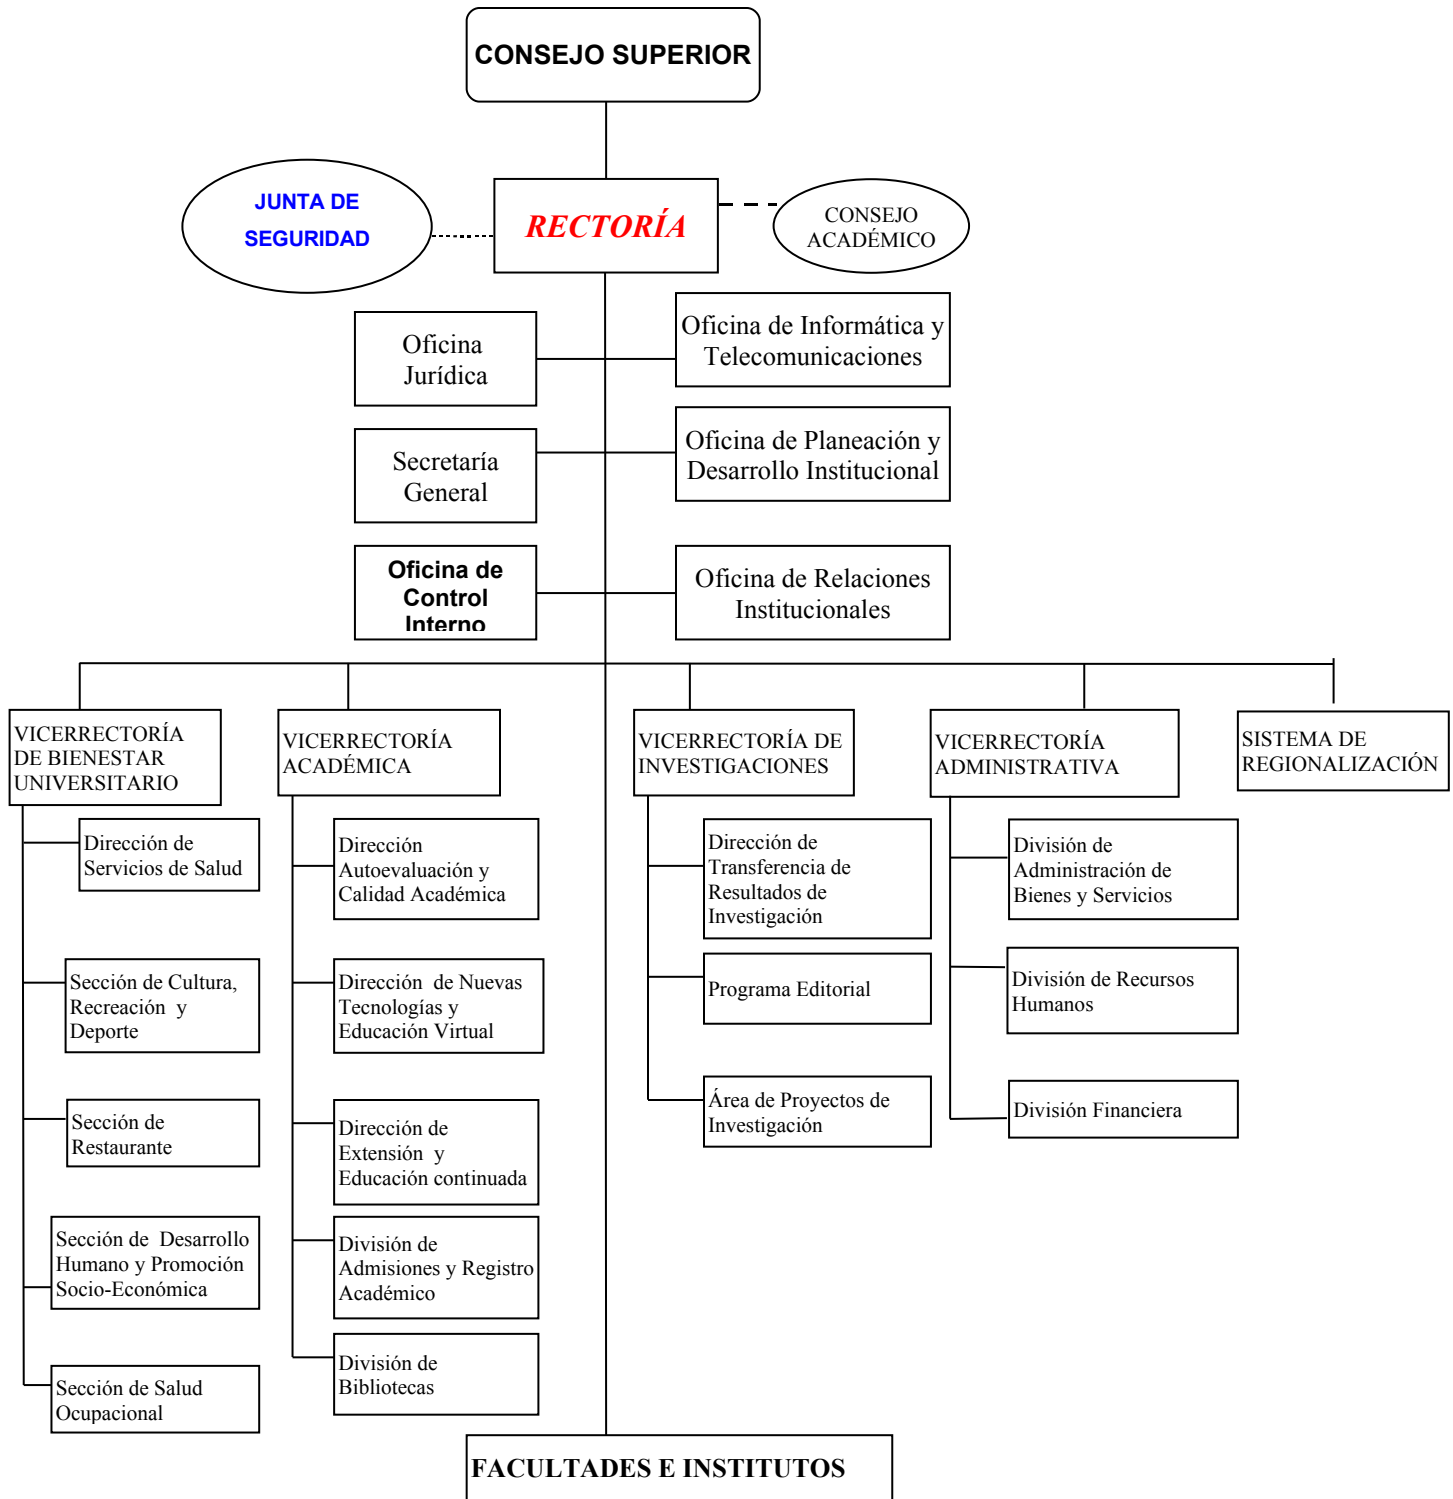 CONSEJO SUPERIOR
JUNTA DE
SEGURIDAD
RECTORÍA
CONSEJO
ACADÉMICO
Oficina
Jurídica
Oficina de Informática y
Telecomunicaciones
Secretaría
General
Oficina de Planeación y
Desarrollo Institucional
Oficina de
Control
Interno
Oficina de Relaciones
Institucionales
VICERRECTORÍA
DE BIENESTAR
UNIVERSITARIO
VICERRECTORÍA
ACADÉMICA
VICERRECTORÍA DE
INVESTIGACIONES
VICERRECTORÍA
ADMINISTRATIVA
SISTEMA DE
REGIONALIZACIÓN
Dirección de
Servicios de Salud
Sección de Cultura,
Recreación y
Deporte
Sección de
Restaurante
Sección de Desarrollo
Humano y Promoción
Socio-Económica
Sección de Salud
Ocupacional
Dirección
Autoevaluación y
Calidad Académica
Dirección de Nuevas
Tecnologías y
Educación Virtual
Dirección de
Extensión y
Educación continuada
División de
Admisiones y Registro
Académico
División de
Bibliotecas
Dirección de
Transferencia de
Resultados de
Investigación
Programa Editorial
Área de Proyectos de
Investigación
División de
Administración de
Bienes y Servicios
División de Recursos
Humanos
División Financiera
FACULTADES E INSTITUTOS